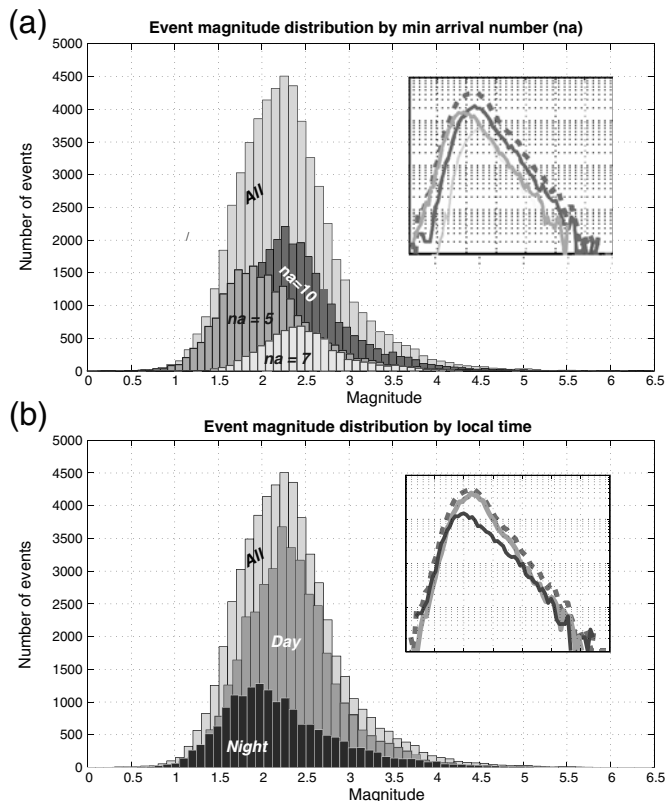 (a)
Event magnitude distribution by min arrival number (na)
5000
4500
4000
3500
3000
2500
2000
1500
1000
500
0
Number of events
All
na=10
na = 5
na = 7
0 0.5 1 1.5 2 2.5 3 3.5 4 4.5 5 5.5 6 6.5
Magnitude
(b)
Event magnitude distribution by local time
5000
4500
4000
3500
3000
2500
2000
1500
1000
500
0
Number of events
All
Day
Night
0 0.5 1 1.5 2 2.5 3 3.5 4 4.5 5 5.5 6 6.5
Magnitude